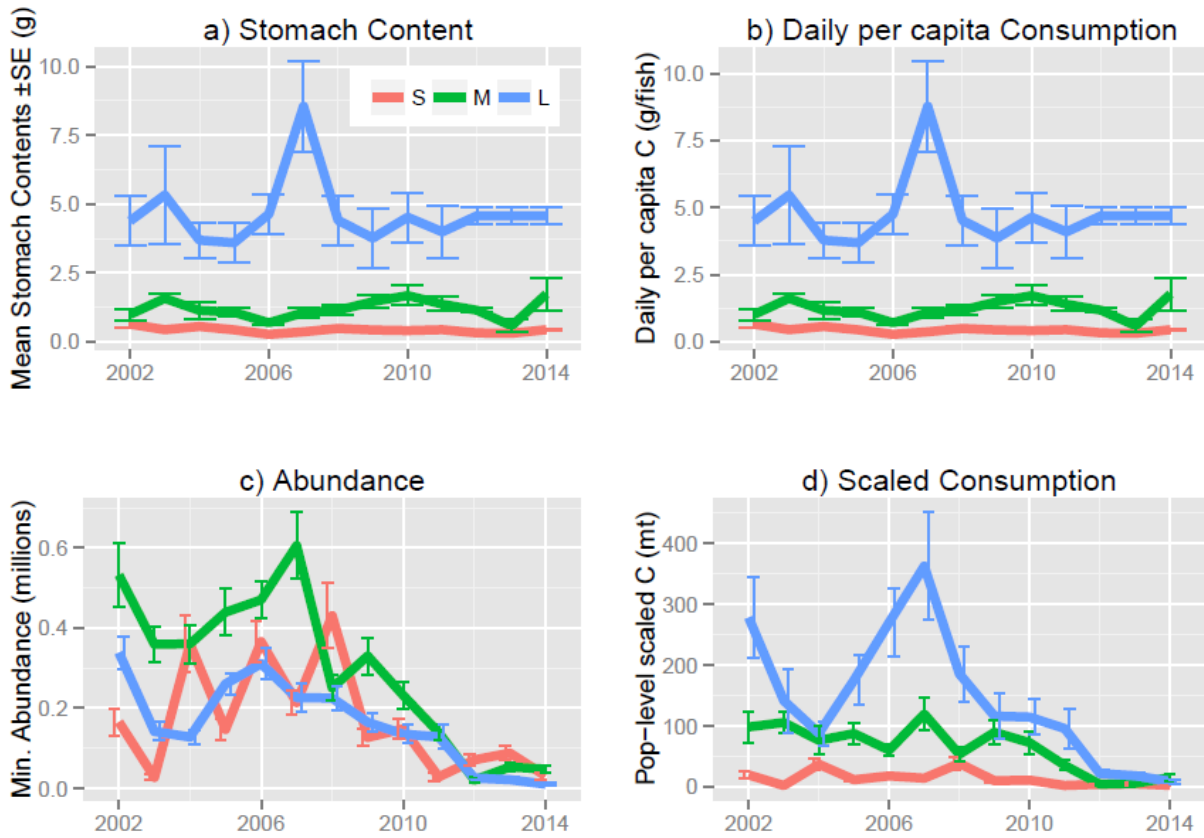 a) Stomach Content
Mean Stomach Contents ±SE (g)
10.0
7.5
5.0
2.5
0.0
S M L
2002 2006 2010 2014
b) Daily per capita Consumption
Daily per capita C (g/fish)
10.0
7.5
5.0
2.5
0.0
2002 2006 2010 2014
c) Abundance
Min. Abundance (millions)
0.6
0.4
0.2
0.0
2002 2006 2010 2014
d) Scaled Consumption
Pop-level scaled C (mt)
400
300
200
100
0
2002 2006 2010 2014